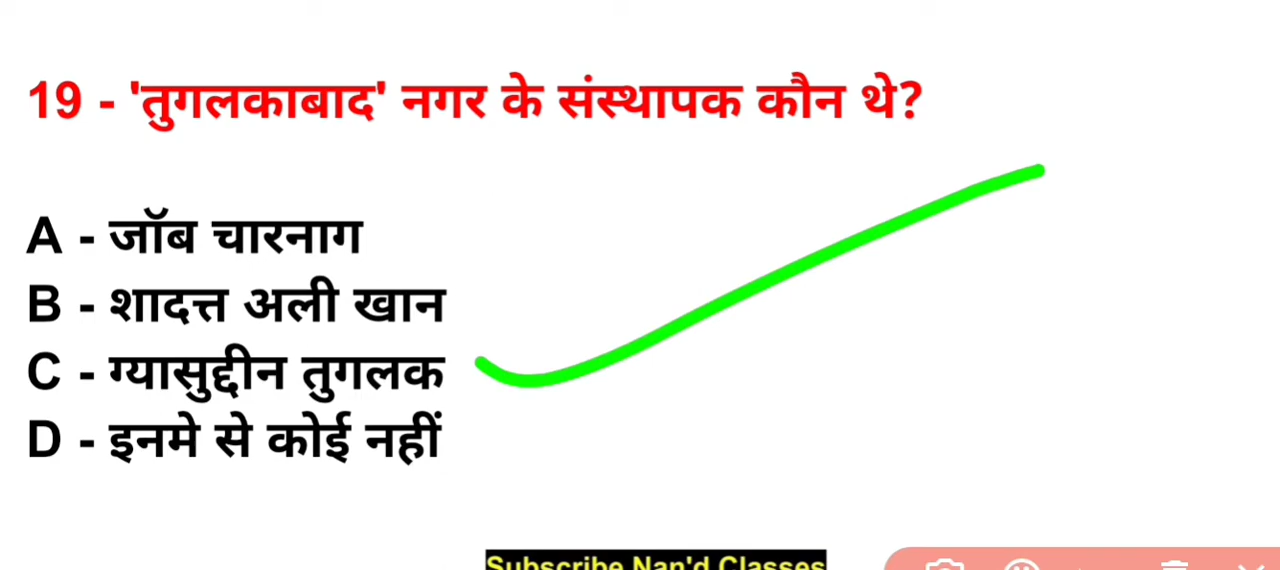 19 - 'तुगलकाबाद' नगर के संस्थापक कौन थे?
A - जॉब चारनाग
B - शादत्त अली खान
C - ग्यासुद्दीन तुगलक
D - इनमे से कोई नहीं
Subscribe Nan'd Classes